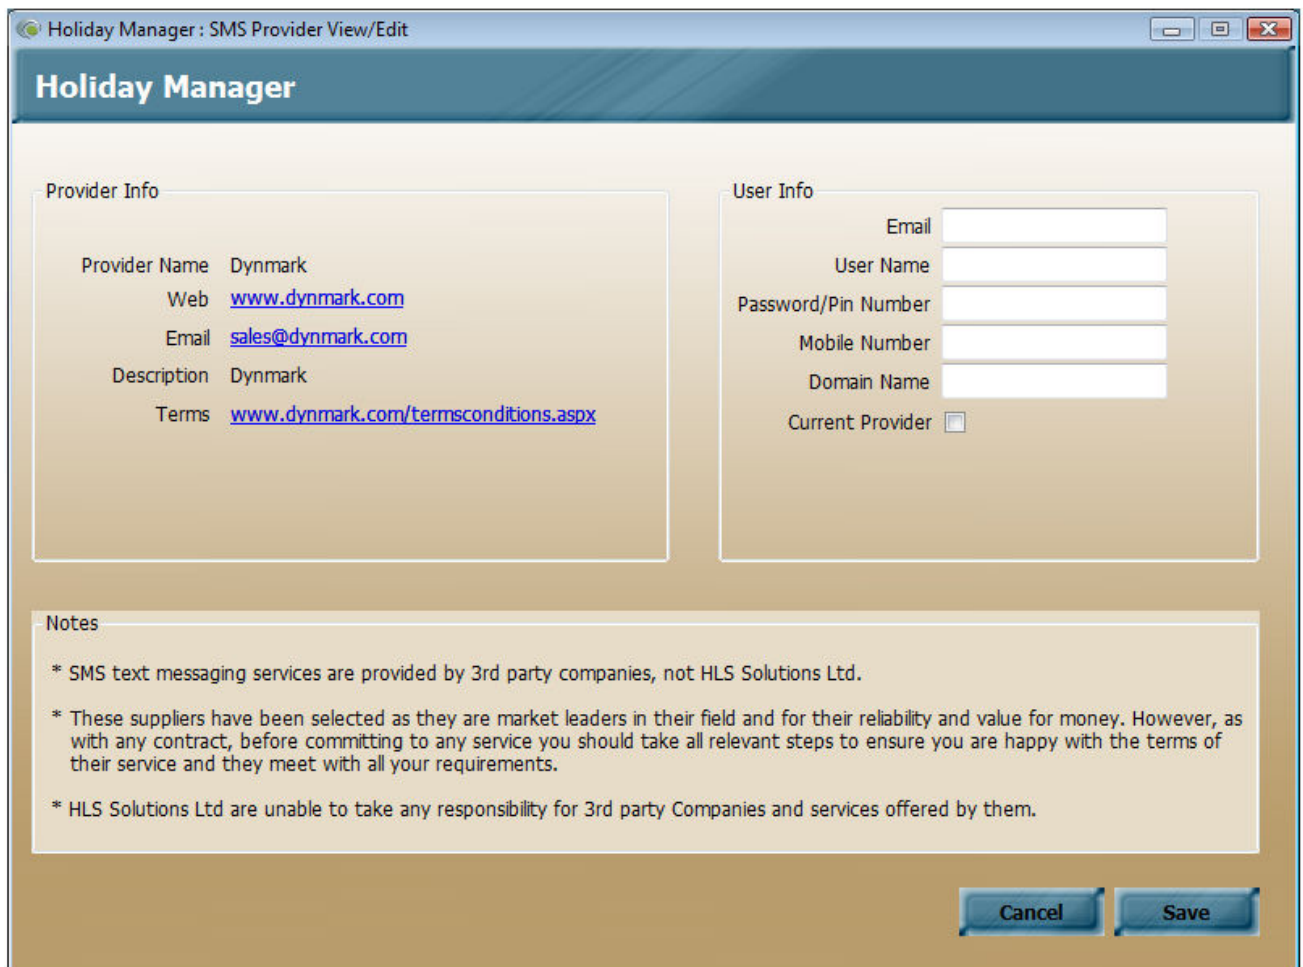 Holiday Manager : SMS Provider View/Edit
Holiday Manager
Provider Info
Provider Name Dynmark
Web www.dynmark.com
Email sales@dynmark.com
Description Dynmark
Terms www.dynmark.com/termsconditions.aspx
User Info
Email
User Name
Password/Pin Number
Mobile Number
Domain Name
Current Provider
Notes
* SMS text messaging services are provided by 3rd party companies, not HLS Solutions Ltd.
* These suppliers have been selected as they are market leaders in their field and for their reliability and value for money. However, as
with any contract, before committing to any service you should take all relevant steps to ensure you are happy with the terms of
their service and they meet with all your requirements.
* HLS Solutions Ltd are unable to take any responsibility for 3rd party Companies and services offered by them.
Cancel Save